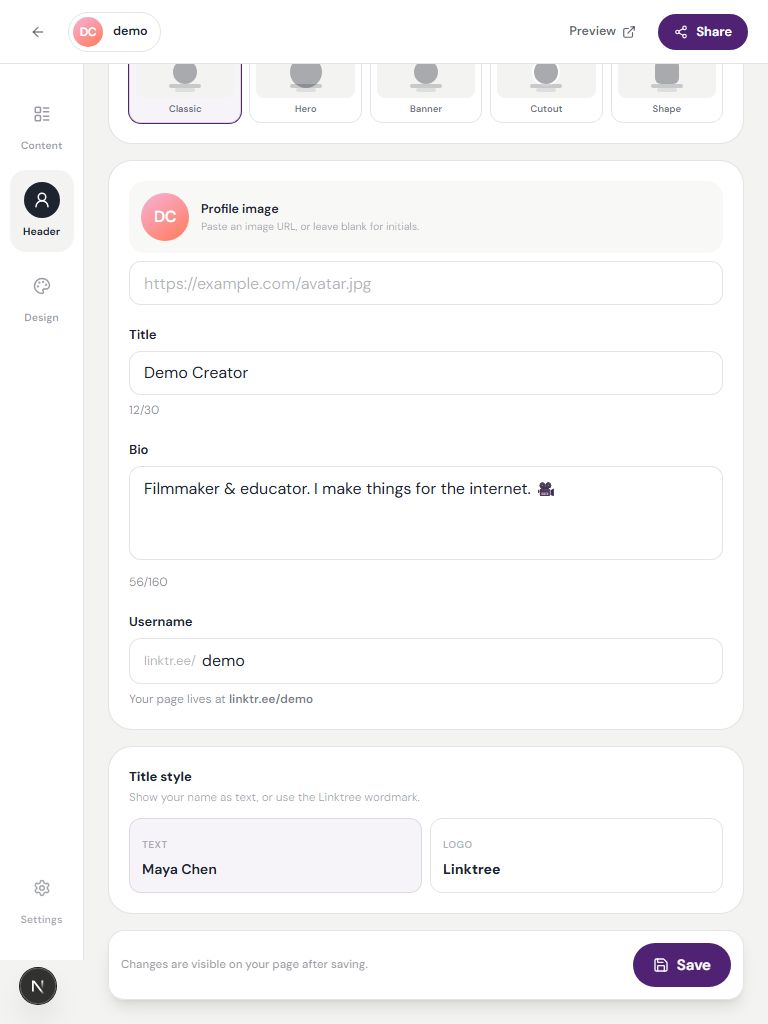 DC
demo
Preview
Share
Classic
Hero
Banner
Cutout
Shape
Content
Header
Design
DC
Profile image
Paste an image URL, or leave blank for initials.
https://example.com/avatar.jpg
Title
Demo Creator
12/30
Bio
Filmmaker & educator. I make things for the internet. 🎥
56/160
Username
linktr.ee/ demo
Your page lives at linktr.ee/demo
Title style
Show your name as text, or use the Linktree wordmark.
TEXT
Maya Chen
LOGO
Linktree
Settings
Changes are visible on your page after saving.
Save
N